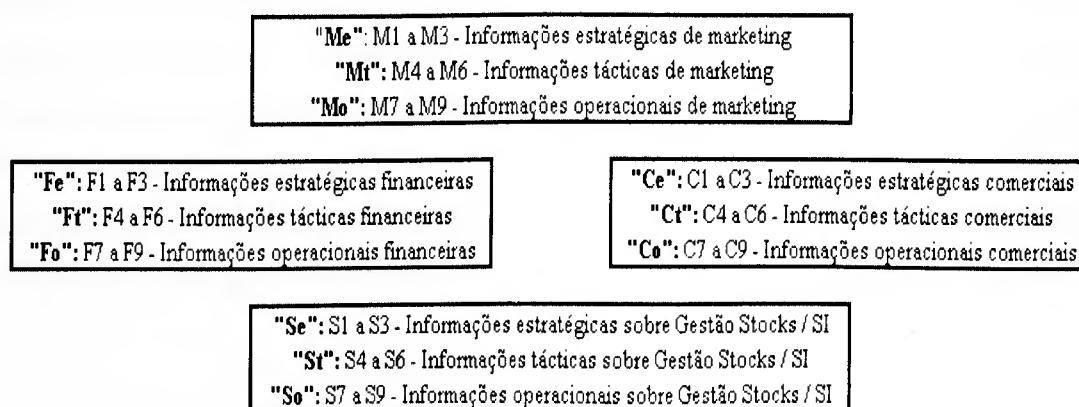 "Me": M1 a M3 - Informações estratégicas de marketing
"Mt": M4 a M6 - Informações tácticas de marketing
"Mo": M7 a M9 - Informações operacionais de marketing
"Fe": F1 a F3 - Informações estratégicas financeiras
"Ft": F4 a F6 - Informações tácticas financeiras
"Fo": F7 a F9 - Informações operacionais financeiras
"Ce": C1 a C3 - Informações estratégicas comerciais
"Ct": C4 a C6 - Informações tácticas comerciais
"Co": C7 a C9 - Informações operacionais comerciais
"Se": S1 a S3 - Informações estratégicas sobre Gestão Stocks / SI
"St": S4 a S6 - Informações tácticas sobre Gestão Stocks / SI
"So": S7 a S9 - Informações operacionais sobre Gestão Stocks / SI